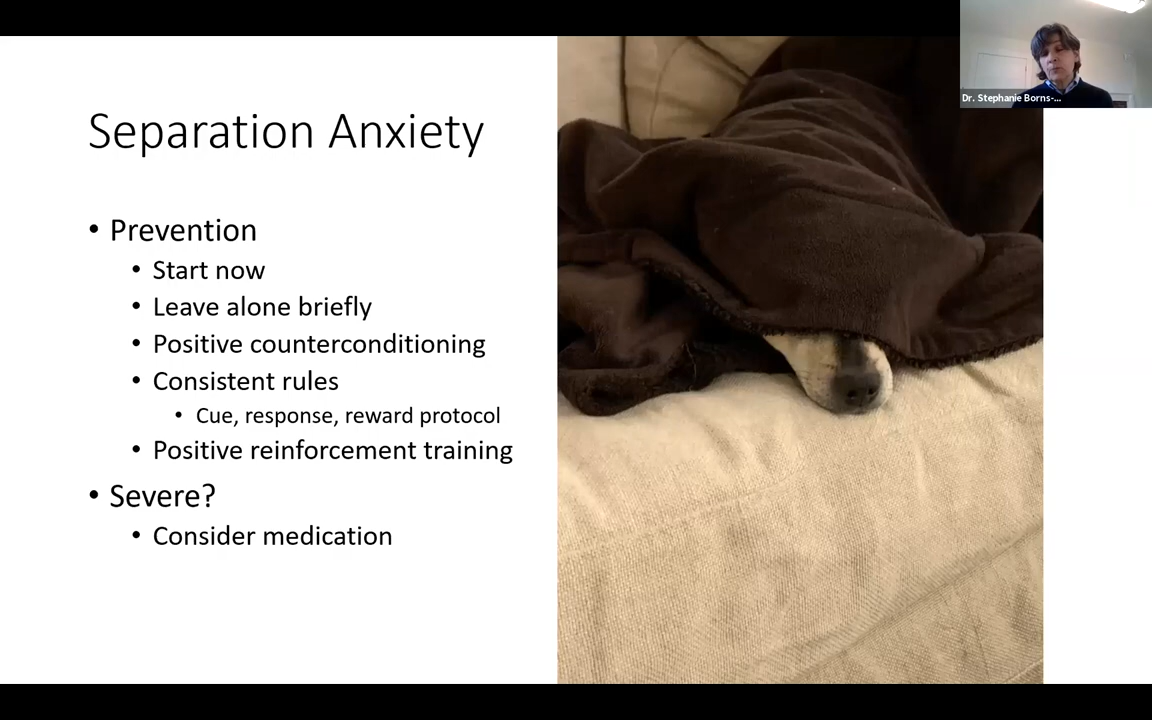 Dr. Stephanie Borns-...
Separation Anxiety
• Prevention
• Start now
• Leave alone briefly
• Positive counterconditioning
• Consistent rules
• Cue, response, reward protocol
• Positive reinforcement training
• Severe?
• Consider medication